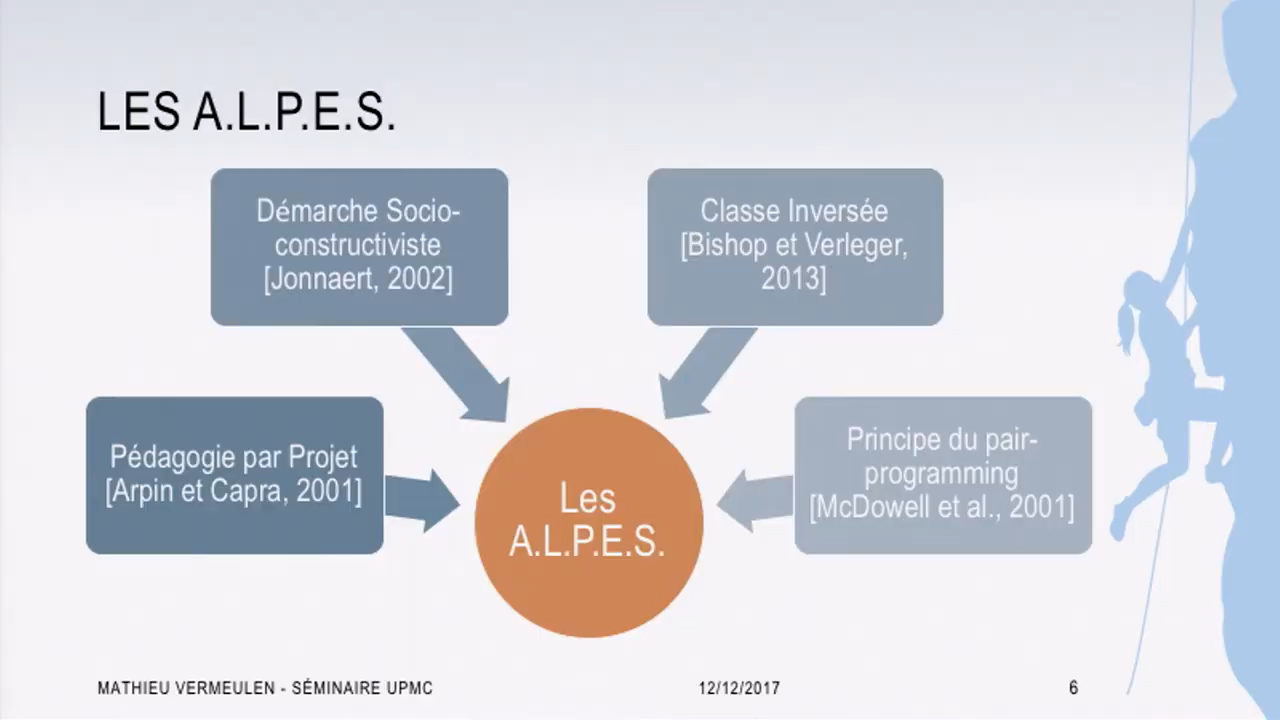 LES A.L.P.E.S.
Démarche Socio-
constructiviste
[Jonnaert, 2002]
Classe Inversée
[Bishop et Verleger,
2013]
Pédagogie par Projet
[Arpin et Capra, 2001]
Les
A.L.P.E.S.
Principe du pair-
programming
[McDowell et al., 2001]
MATHIEU VERMEULEN - SÉMINAIRE UPMC
12/12/2017
6